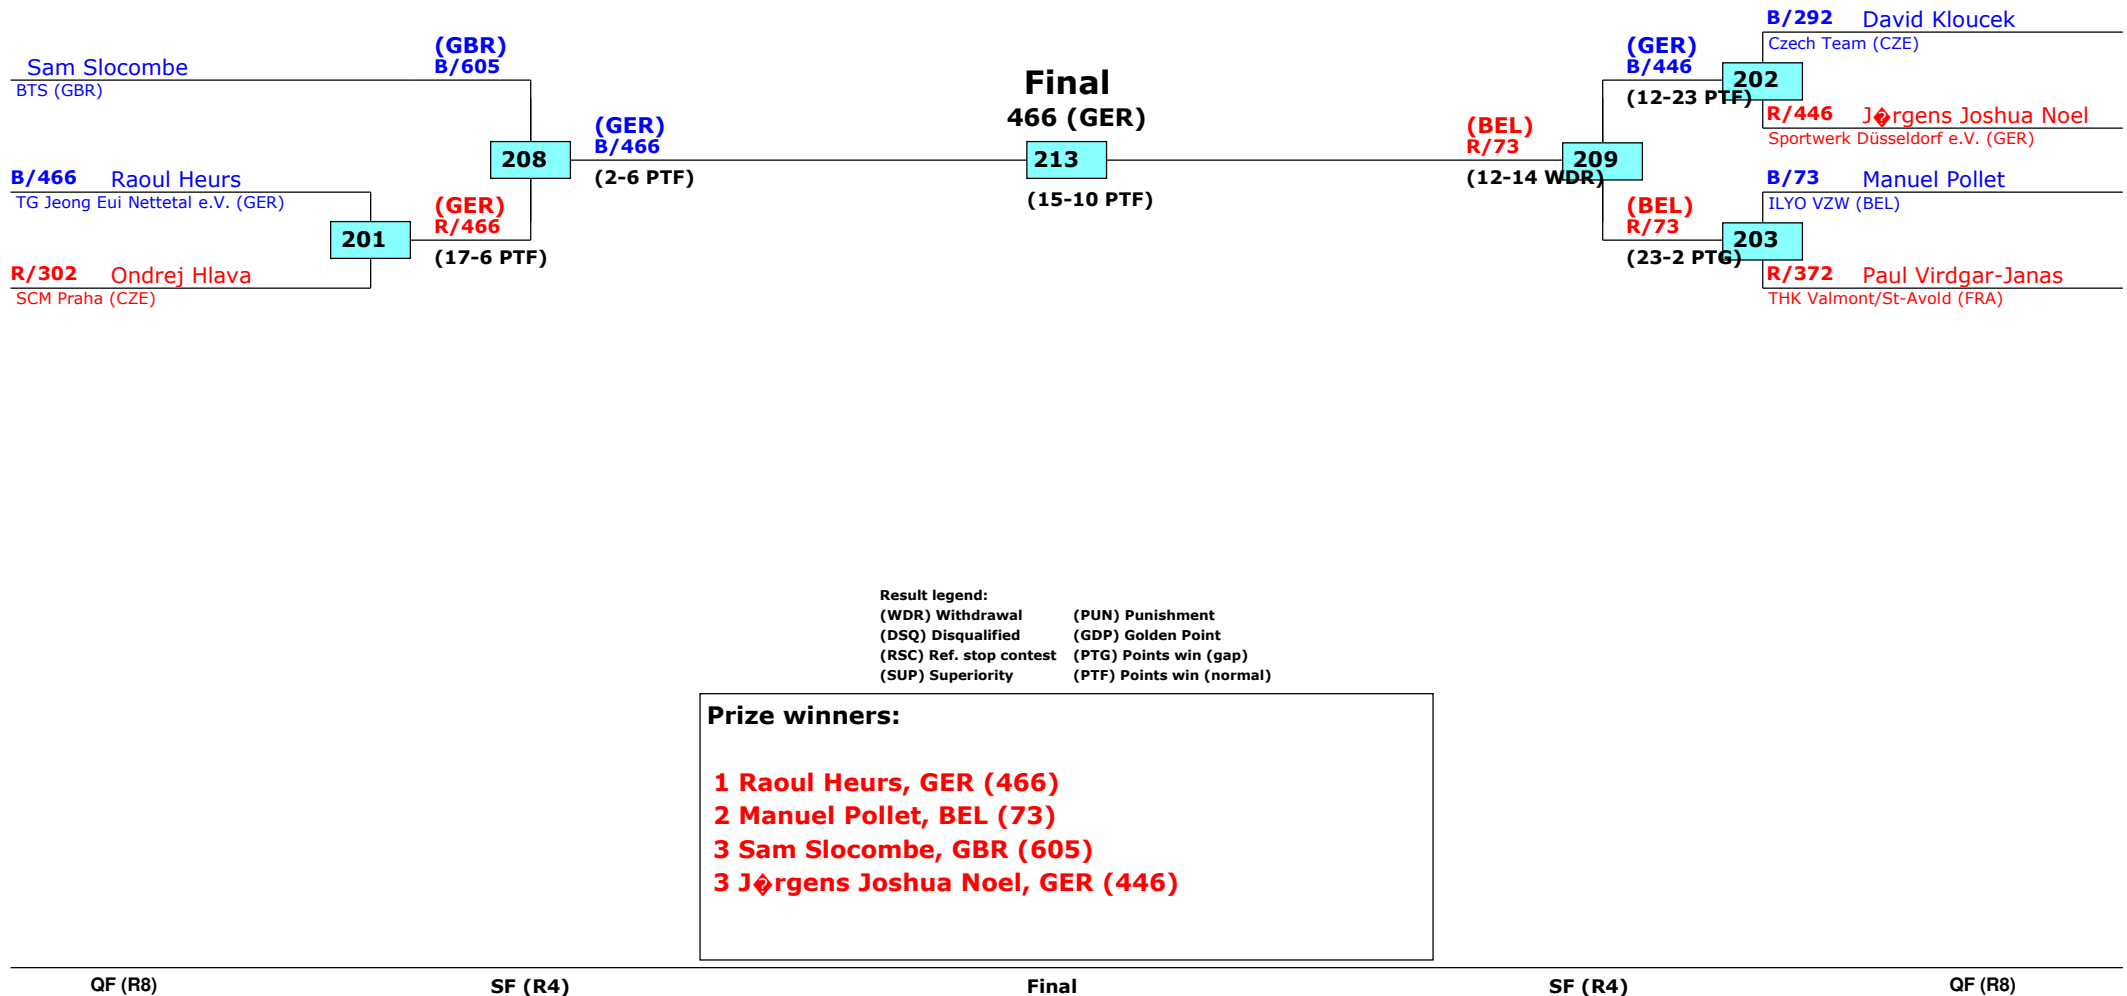 B/292 David Kloucek
Czech Team (CZE)
(GBR)
B/605
(GER)
B/446
Sam Slocombe
BTS (GBR)
Final
466 (GER)
202
(12-23 PTF)
R/446 J�rgens Joshua Noel
Sportwerk Düsseldorf e.V. (GER)
(GER)
B/466
(BEL)
R/73
208
213
209
(2-6 PTF)
(15-10 PTF)
(12-14 WDR)
B/466 Raoul Heurs
TG Jeong Eui Nettetal e.V. (GER)
B/73 Manuel Pollet
ILYO VZW (BEL)
(GER)
R/466
(BEL)
R/73
201
203
(17-6 PTF)
(23-2 PTG)
R/302 Ondrej Hlava
SCM Praha (CZE)
R/372 Paul Virdgar-Janas
THK Valmont/St-Avold (FRA)
Result legend:
(WDR) Withdrawal (PUN) Punishment
(DSQ) Disqualified (GDP) Golden Point
(RSC) Ref. stop contest (PTG) Points win (gap)
(SUP) Superiority (PTF) Points win (normal)
Prize winners:
1 Raoul Heurs, GER (466)
2 Manuel Pollet, BEL (73)
3 Sam Slocombe, GBR (605)
3 J�rgens Joshua Noel, GER (446)
QF (R8) SF (R4) Final SF (R4) QF (R8)